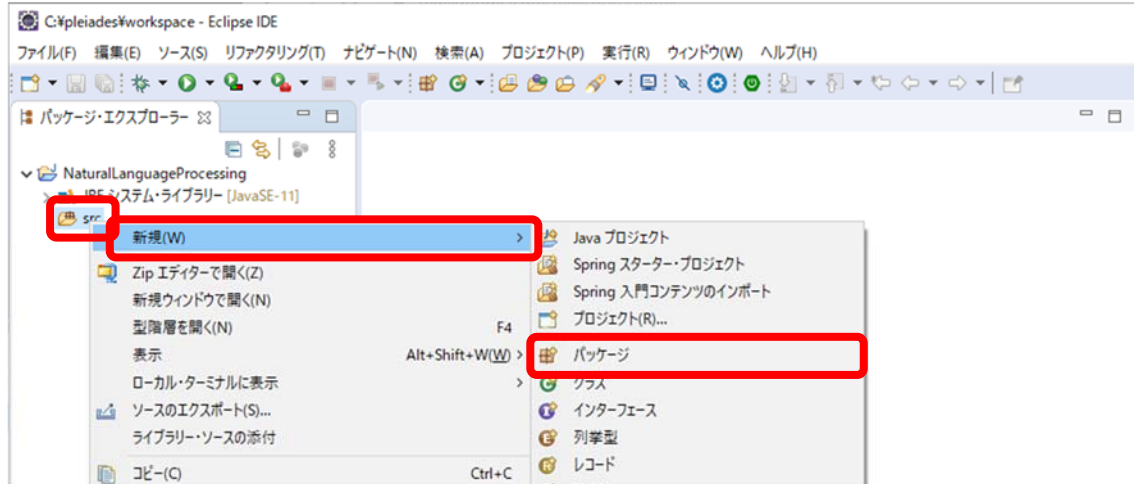 C:¥pleiades¥workspace - Eclipse IDE
ファイル(F) 編集(E) ソース(S) リファクタリング(T) ナビゲート(N) 検索(A) プロジェクト(P) 実行(R) ウィンドウ(W) ヘルプ(H)
パッケージ・エクスプローラー
NaturalLanguageProcessing
JRE システム・ライブラリー [JavaSE-11]
src
新規(W)
Java プロジェクト
Zip エディターで開く(Z)
Spring スターター・プロジェクト
新規ウィンドウで開く(N)
Spring 入門コンテンツのインポート
型階層を開く(N) F4
プロジェクト(R)...
表示 Alt+Shift+W(W) >
パッケージ
ローカル・ターミナルに表示
クラス
ソースのエクスポート(S)...
インターフェース
ライブラリー・ソースの添付
列挙型
コピー(C) Ctrl+C
レコード